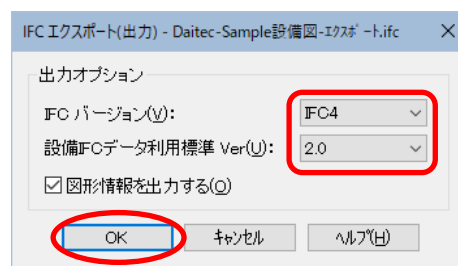 IFC エクスポート(出力) - Daitec-Sample設備図-ｴｸｽﾎﾟｰﾄ.ifc
出力オプション
IFC バージョン(V): IFC4
設備IFCデータ利用標準 Ver(U): 2.0
図形情報を出力する(O)
OK キャンセル ヘルプ(H)